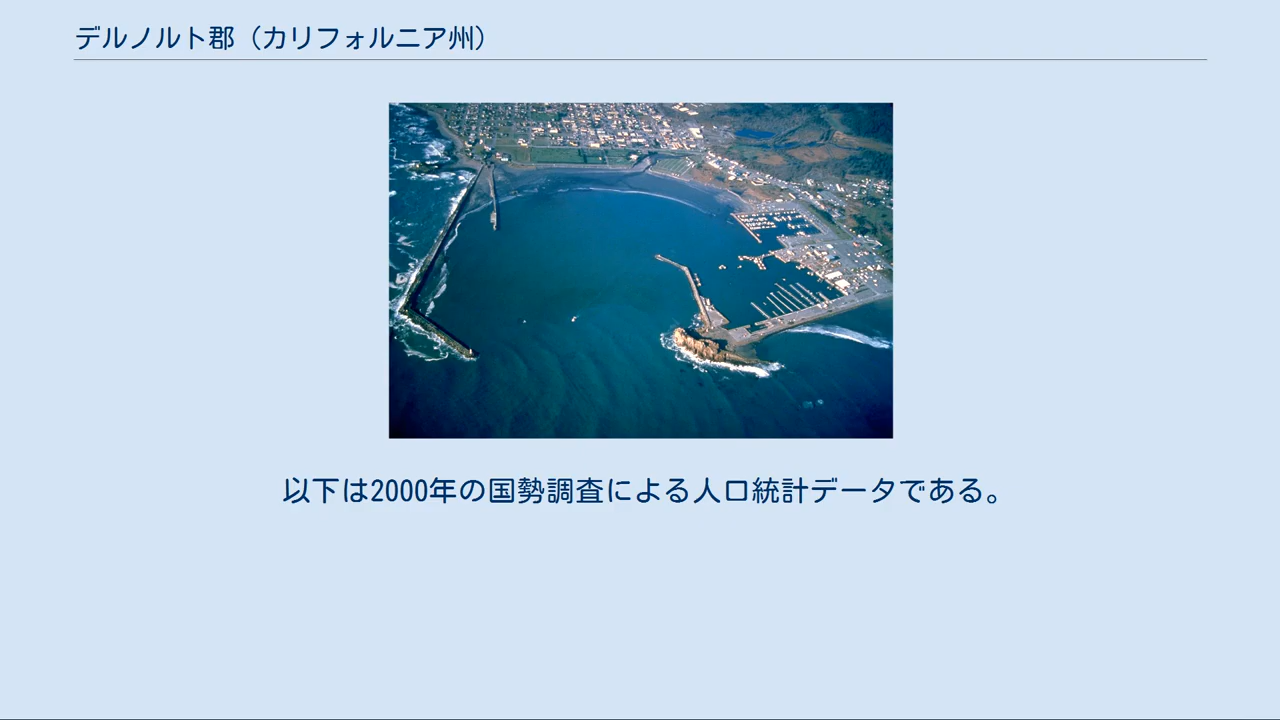 デルノルト郡（カリフォルニア州）
以下は2000年の国勢調査による人口統計データである。